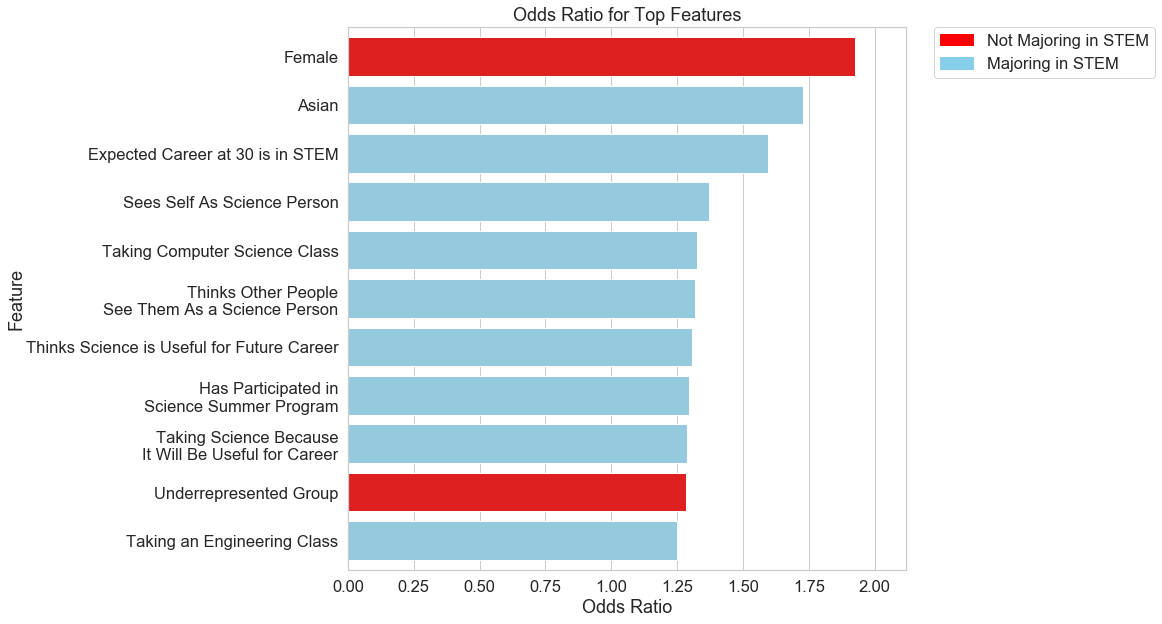 Odds Ratio for Top Features
Not Majoring in STEM
Majoring in STEM
Feature
Female
Asian
Expected Career at 30 is in STEM
Sees Self As Science Person
Taking Computer Science Class
Thinks Other People
See Them As a Science Person
Thinks Science is Useful for Future Career
Has Participated in
Science Summer Program
Taking Science Because
It Will Be Useful for Career
Underrepresented Group
Taking an Engineering Class
0.00 0.25 0.50 0.75 1.00 1.25 1.50 1.75 2.00
Odds Ratio